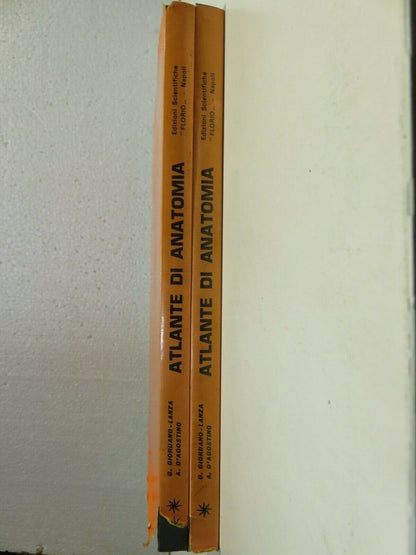 G. GIORDANO-LANZA
A. D'AGOSTINO
ATLANTE DI ANATOMIA
Edizioni Scientifiche
"FLORIO„ - Napoli
G. GIORDANO-LANZA
A. D'AGOSTINO
ATLANTE DI ANATOMIA
Edizioni Scientifiche
"FLORIO„ - Napoli